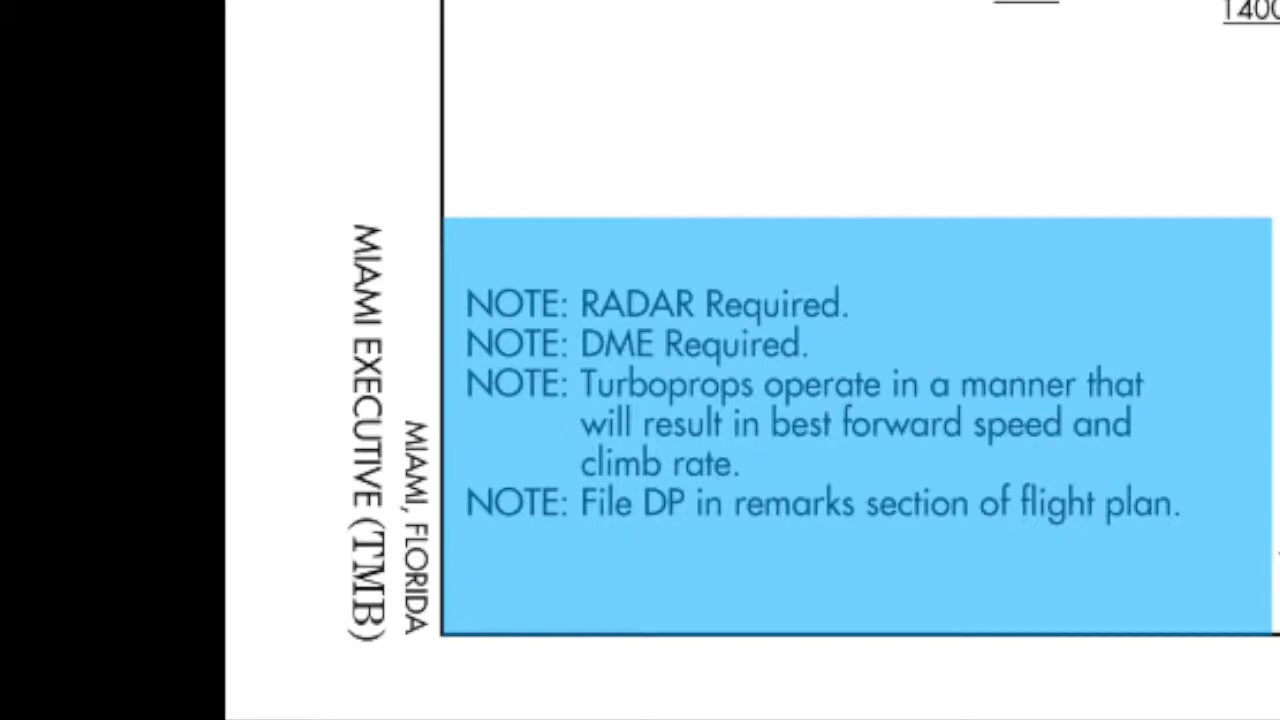 1400
NOTE: RADAR Required.
NOTE: DME Required.
NOTE: Turboprops operate in a manner that
will result in best forward speed and
climb rate.
NOTE: File DP in remarks section of flight plan.
MIAMI, FLORIDA
MIAMI EXECUTIVE (TMB)